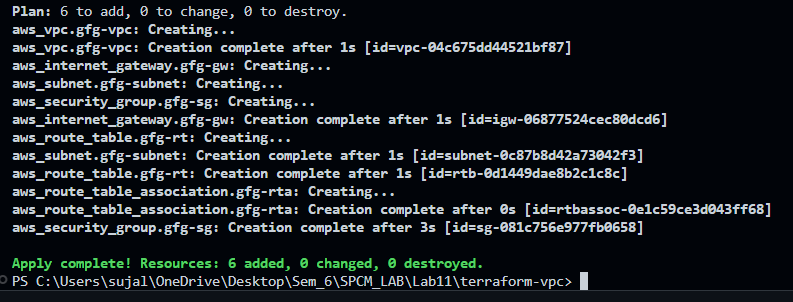 Plan: 6 to add, 0 to change, 0 to destroy.
aws_vpc.gfg-vpc: Creating...
aws_vpc.gfg-vpc: Creation complete after 1s [id=vpc-04c675dd44521bf87]
aws_internet_gateway.gfg-gw: Creating...
aws_subnet.gfg-subnet: Creating...
aws_security_group.gfg-sg: Creating...
aws_internet_gateway.gfg-gw: Creation complete after 1s [id=igw-06877524cec80dcd6]
aws_route_table.gfg-rt: Creating...
aws_subnet.gfg-subnet: Creation complete after 1s [id=subnet-0c87b8d42a73042f3]
aws_route_table.gfg-rt: Creation complete after 1s [id=rtb-0d1449dae8b2c1c8c]
aws_route_table_association.gfg-rta: Creating...
aws_route_table_association.gfg-rta: Creation complete after 0s [id=rtbassoc-0e1c59ce3d043ff68]
aws_security_group.gfg-sg: Creation complete after 3s [id=sg-081c756e977fb0658]
Apply complete! Resources: 6 added, 0 changed, 0 destroyed.
PS C:\Users\sujal\OneDrive\Desktop\Sem_6\SPCM_LAB\Lab11\terraform-vpc>